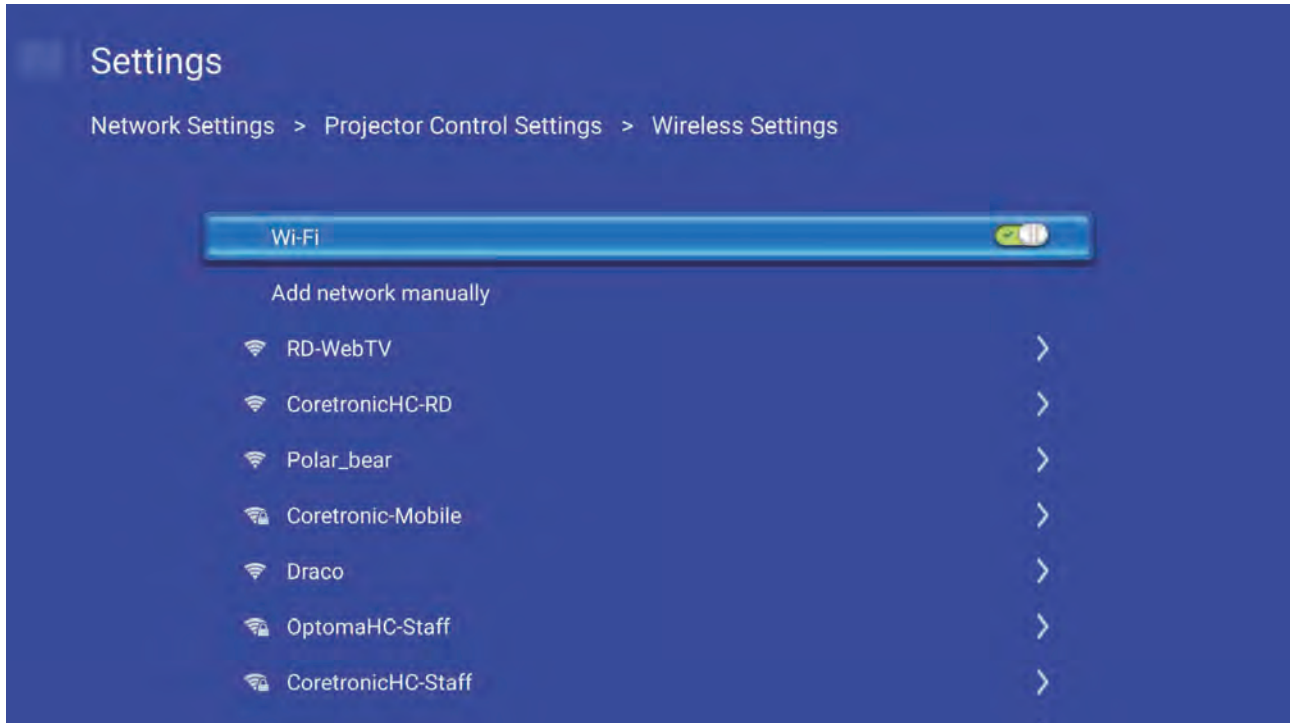 Settings
Network Settings > Projector Control Settings > Wireless Settings
Wi-Fi
Add network manually
RD-WebTV
CoretronicHC-RD
Polar_bear
Coretronic-Mobile
Draco
OptomaHC-Staff
CoretronicHC-Staff